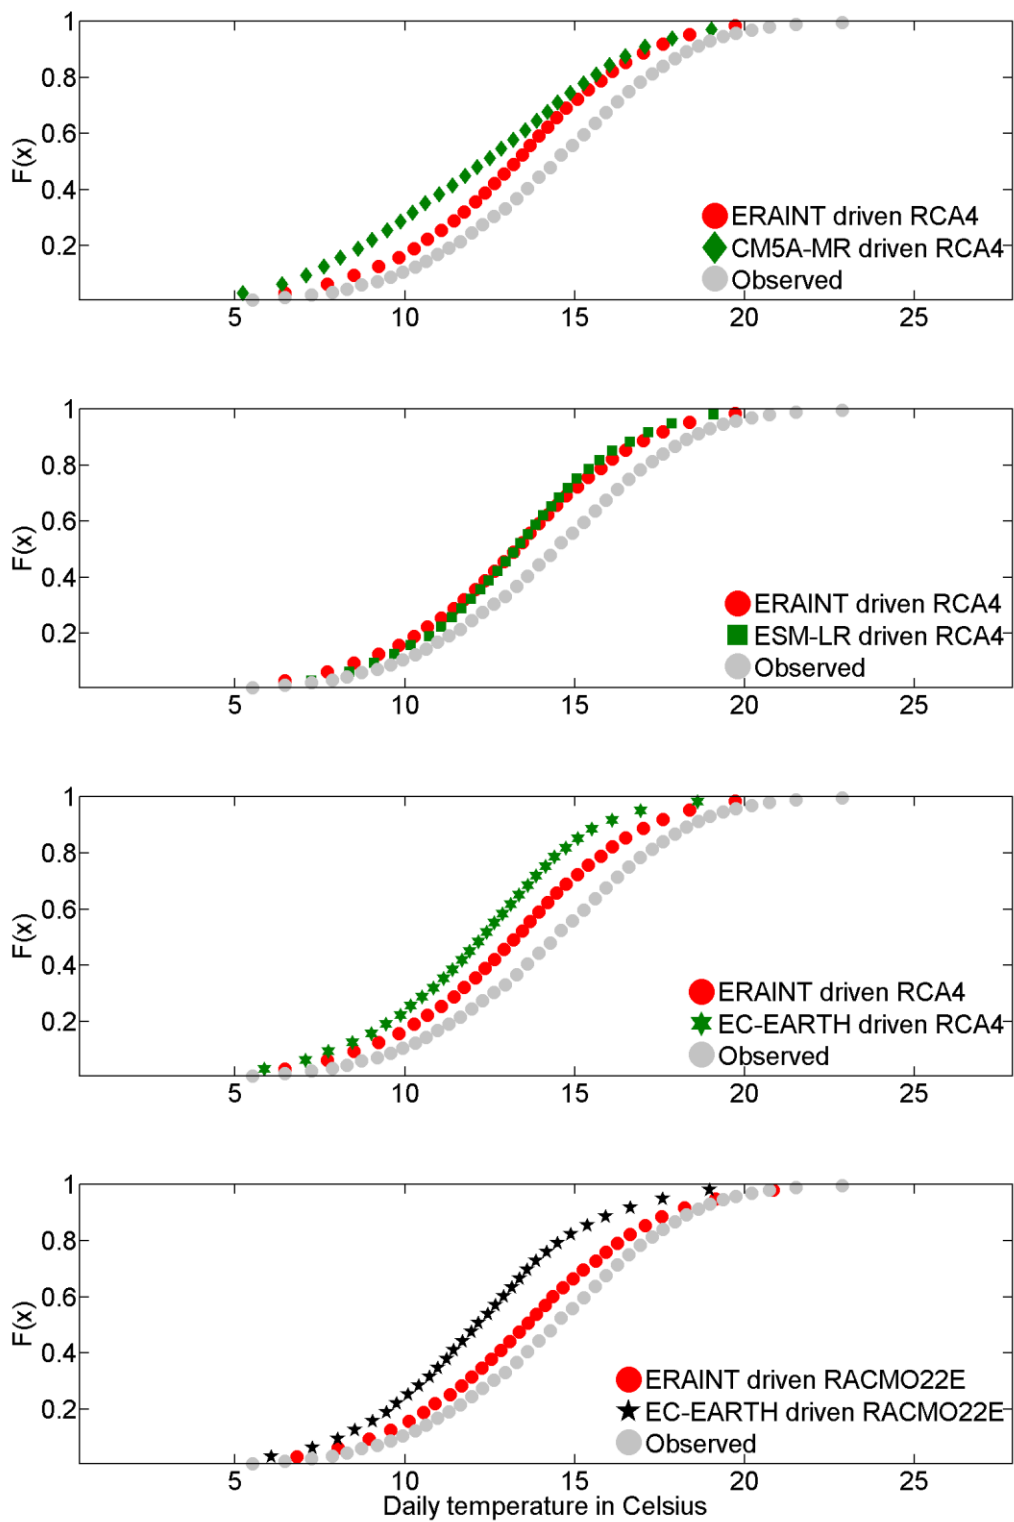 1
0.8
0.6
0.4
0.2
F(x)
ERAINT driven RCA4
CM5A-MR driven RCA4
Observed
5 10 15 20 25
1
0.8
0.6
0.4
0.2
F(x)
ERAINT driven RCA4
ESM-LR driven RCA4
Observed
5 10 15 20 25
1
0.8
0.6
0.4
0.2
F(x)
ERAINT driven RCA4
EC-EARTH driven RCA4
Observed
5 10 15 20 25
1
0.8
0.6
0.4
0.2
F(x)
ERAINT driven RACMO22E
EC-EARTH driven RACMO22E
Observed
5 10 15 20 25
Daily temperature in Celsius